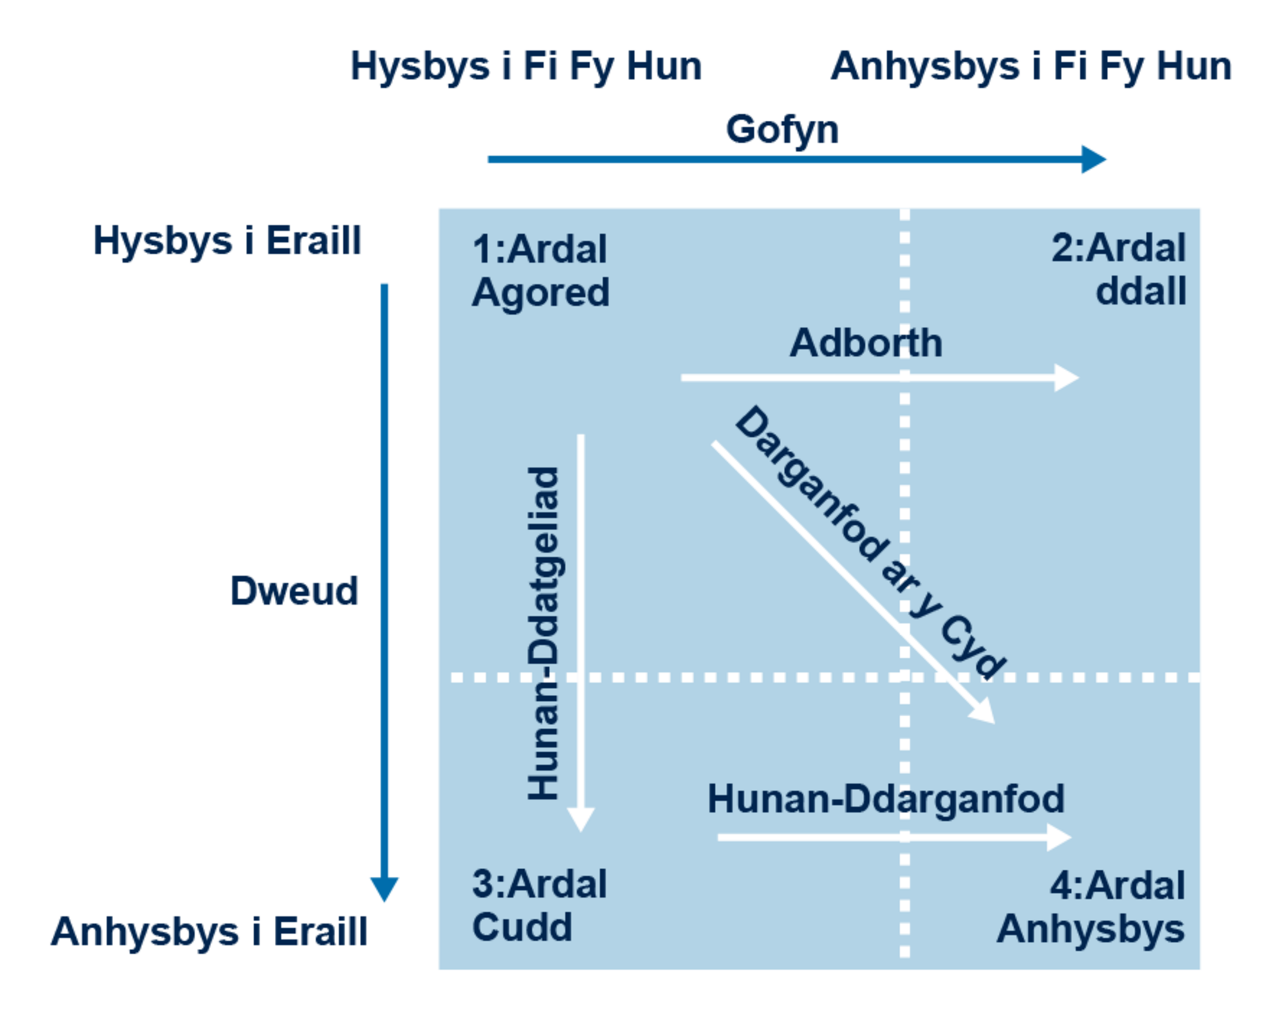 Hysbys i Fi Fy Hun
Anhysbys i Fi Fy Hun
Gofyn
Hysbys i Eraill
1:Ardal
Agored
2:Ardal
ddall
Adborth
Darganfod ar y Cyd
Hunan-Ddatgeliad
Dweud
Hunan-Ddarganfod
3:Ardal
Cudd
4:Ardal
Anhysbys
Anhysbys i Eraill